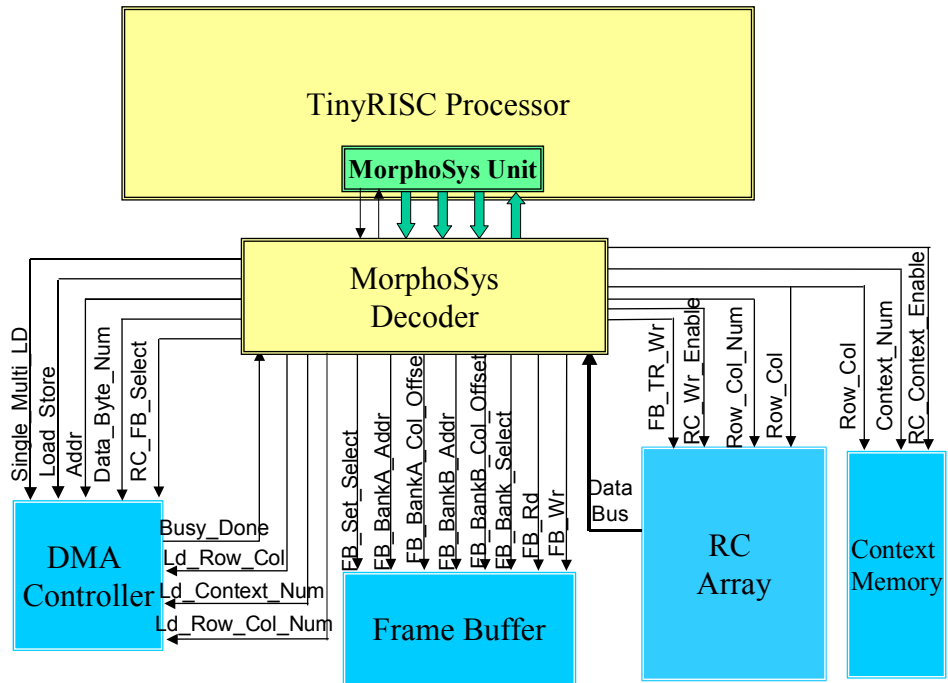 TinyRISC Processor
MorphoSys Unit
MorphoSys
Decoder
Single_Multi_LD
Load_Store
Addr
Data_Byte_Num
RC_FB_Select
Busy_Done
Ld_Row_Col
Ld_Context_Num
Ld_Row_Col_Num
DMA
Controller
FB_Set_Select
FB_BankA_Addr
FB_BankA_Col_Offset
FB_BankB_Addr
FB_BankB_Col_Offset
FB_Bank_Select
FB_Rd
FB_Wr
Frame Buffer
Data
Bus
FB_TR_Wr
RC_Wr_Enable
Row_Col_Num
Row_Col
RC
Array
Row_Col
Context_Num
RC_Context_Enable
Context
Memory